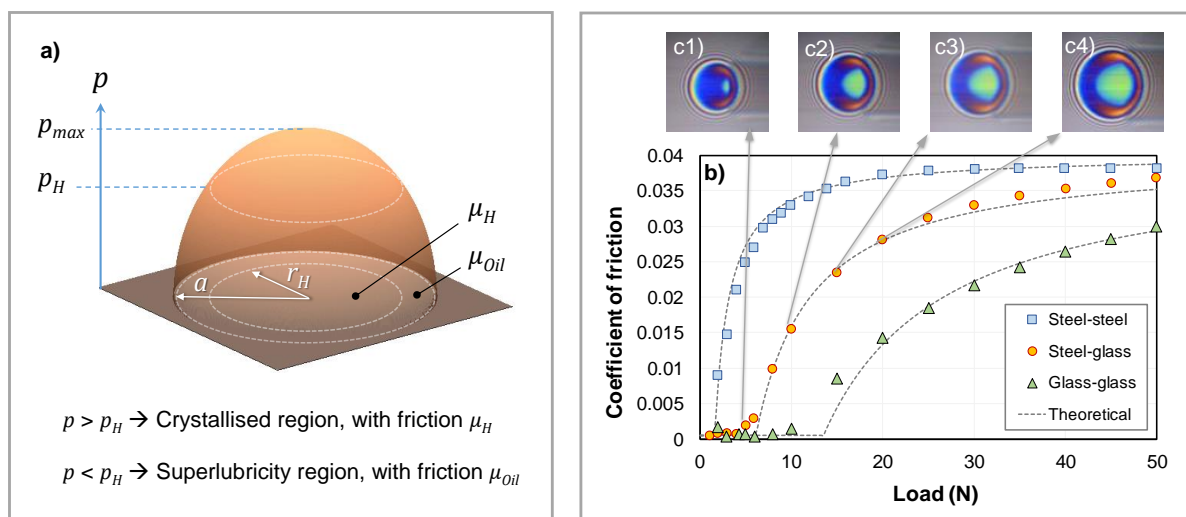 a)
p
p_max
p_H
μ_H
μ_Oil
r_H
a
p > p_H → Crystallised region, with friction μ_H
p < p_H → Superlubricity region, with friction μ_Oil
c1)
c2)
c3)
c4)
b)
Coefficient of friction
0.04
0.035
0.03
0.025
0.02
0.015
0.01
0.005
0
0 10 20 30 40 50
Load (N)
Steel-steel
Steel-glass
Glass-glass
Theoretical